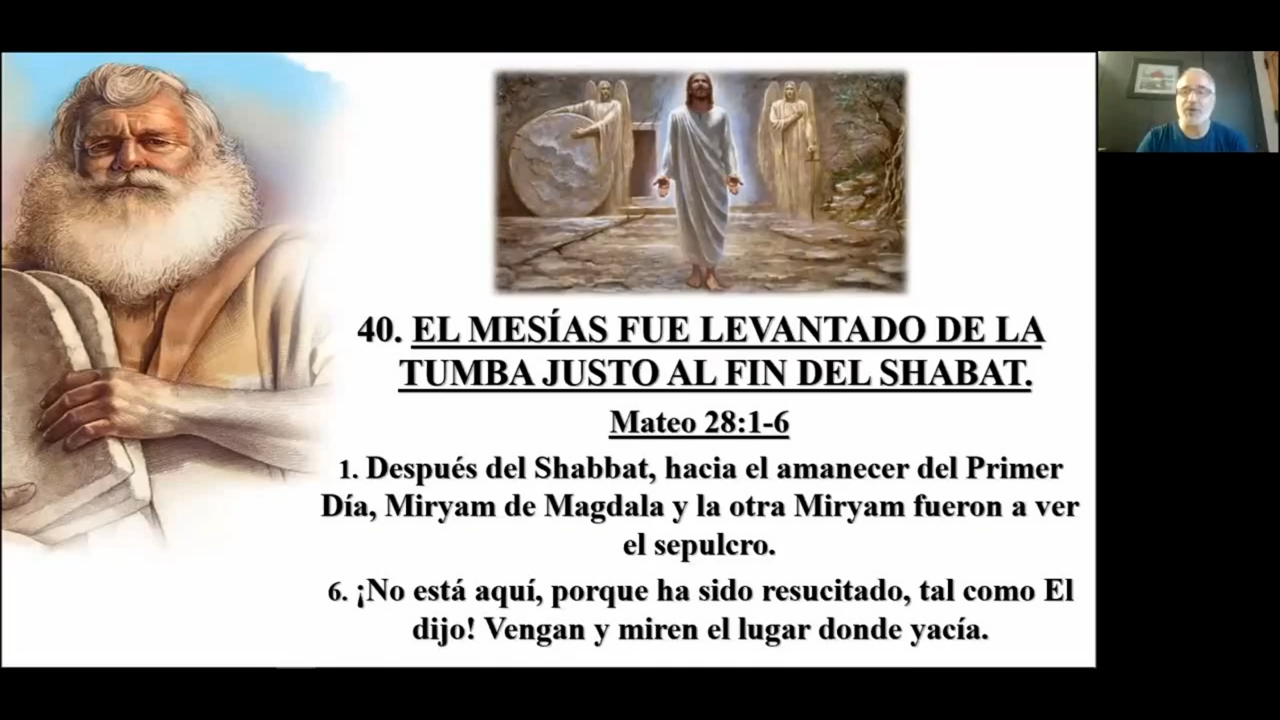 40. EL MESÍAS FUE LEVANTADO DE LA
TUMBA JUSTO AL FIN DEL SHABAT.
Mateo 28:1-6
1. Después del Shabbat, hacia el amanecer del Primer
Día, Miryam de Magdala y la otra Miryam fueron a ver
el sepulcro.
6. ¡No está aquí, porque ha sido resucitado, tal como El
dijo! Vengan y miren el lugar donde yacía.